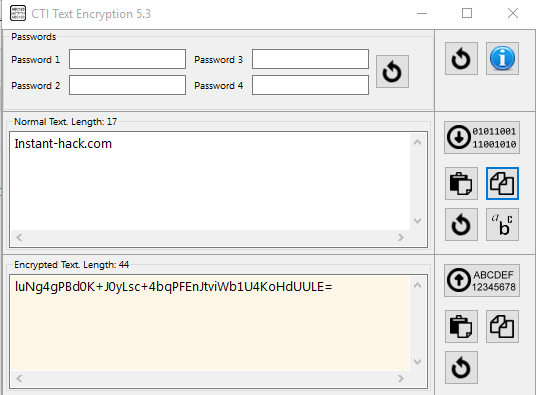 CTI Text Encryption 5.3
Passwords
Password 1
Password 3
Password 2
Password 4
Normal Text. Length: 17
Instant-hack.com
01011001
11001010
a b c
Encrypted Text. Length: 44
luNg4gPBd0K+J0yLsc+4bqPFEnJtviWb1U4KoHdUULE=
ABCDEF
12345678